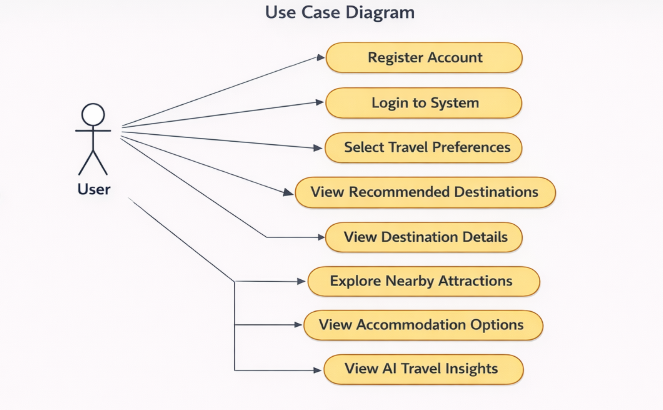 Use Case Diagram
Register Account
Login to System
Select Travel Preferences
User
View Recommended Destinations
View Destination Details
Explore Nearby Attractions
View Accommodation Options
View AI Travel Insights